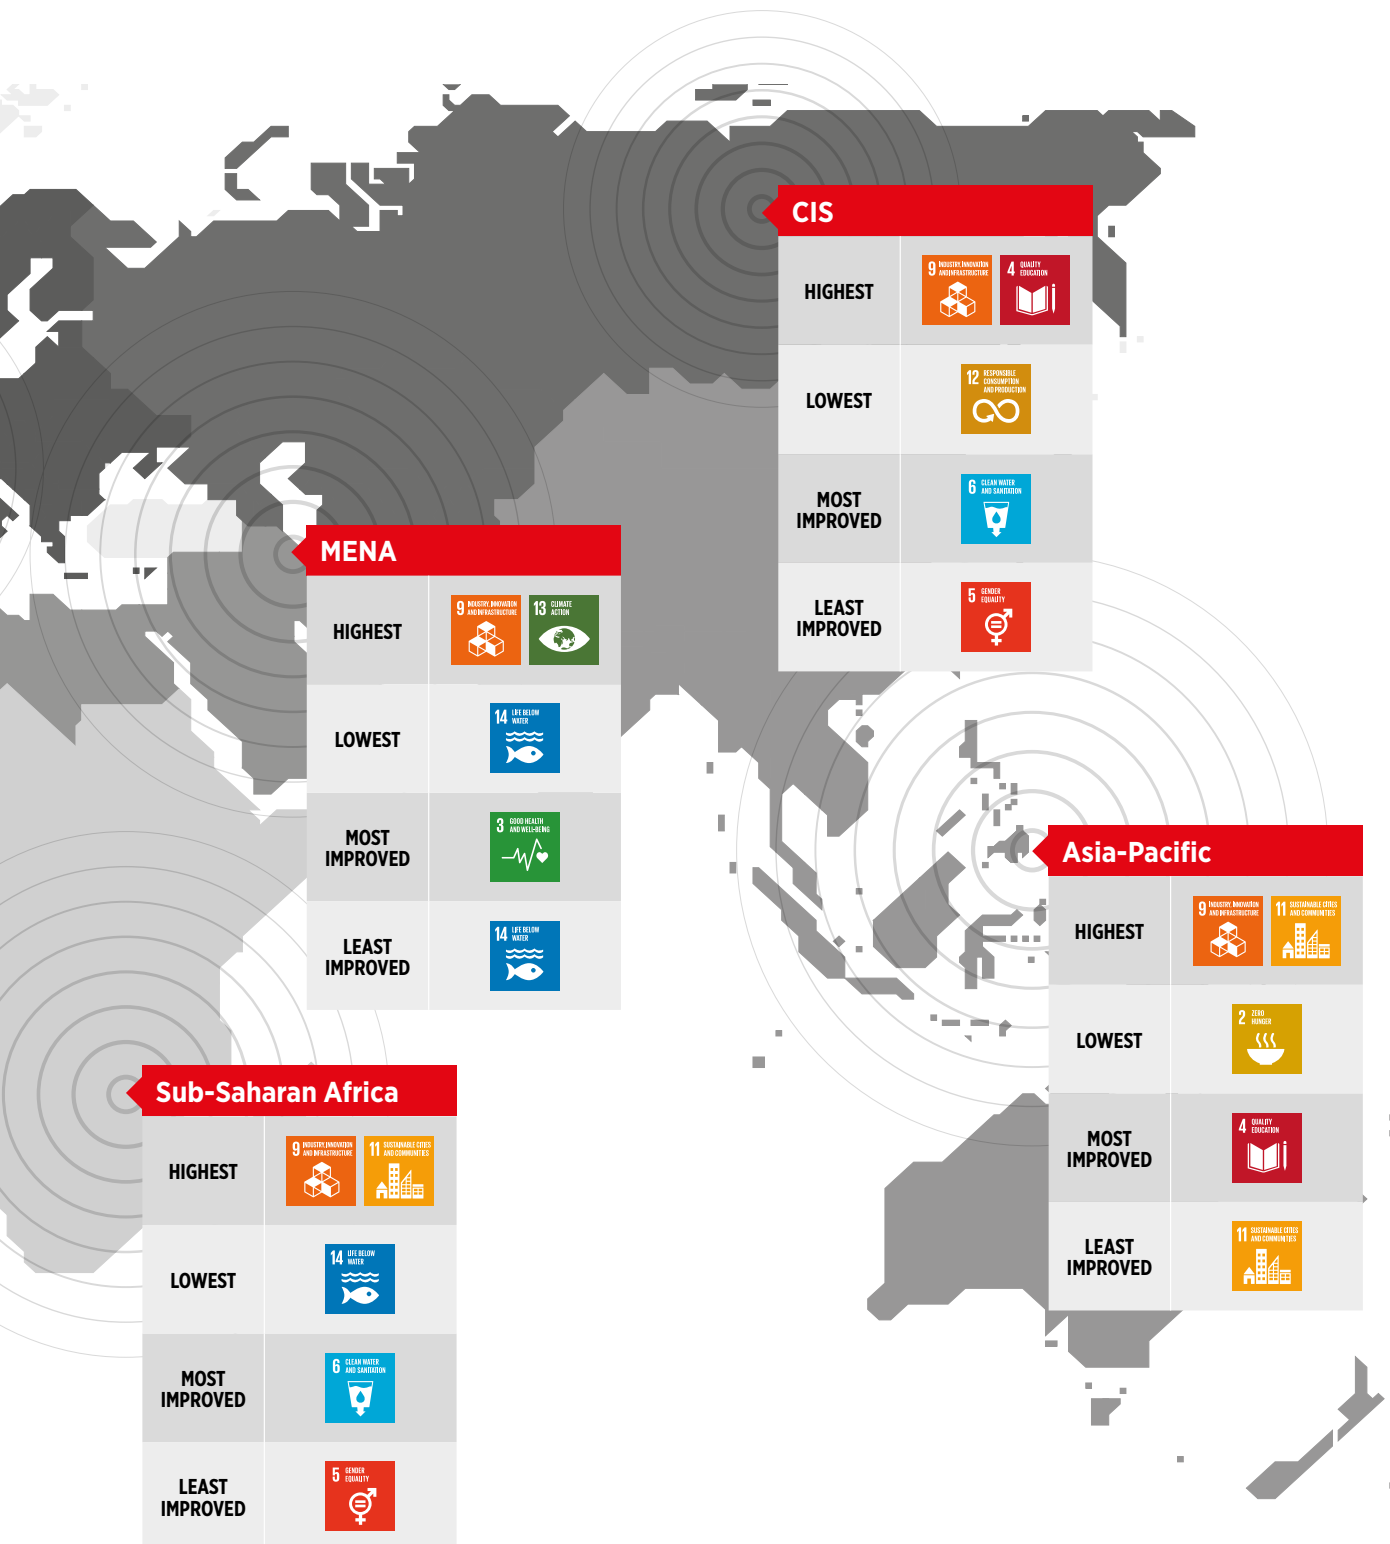 CIS
HIGHEST
9 INDUSTRY, INNOVATION
AND INFRASTRUCTURE
4 QUALITY
EDUCATION
LOWEST
12 RESPONSIBLE
CONSUMPTION
AND PRODUCTION
MOST
IMPROVED
6 CLEAN WATER
AND SANITATION
LEAST
IMPROVED
5 GENDER
EQUALITY
MENA
HIGHEST
9 INDUSTRY, INNOVATION
AND INFRASTRUCTURE
13 CLIMATE
ACTION
LOWEST
14 LIFE BELOW
WATER
MOST
IMPROVED
3 GOOD HEALTH
AND WELL-BEING
LEAST
IMPROVED
14 LIFE BELOW
WATER
Asia-Pacific
HIGHEST
9 INDUSTRY, INNOVATION
AND INFRASTRUCTURE
11 SUSTAINABLE CITIES
AND COMMUNITIES
LOWEST
2 ZERO
HUNGER
MOST
IMPROVED
4 QUALITY
EDUCATION
LEAST
IMPROVED
11 SUSTAINABLE CITIES
AND COMMUNITIES
Sub-Saharan Africa
HIGHEST
9 INDUSTRY, INNOVATION
AND INFRASTRUCTURE
11 SUSTAINABLE CITIES
AND COMMUNITIES
LOWEST
14 LIFE BELOW
WATER
MOST
IMPROVED
6 CLEAN WATER
AND SANITATION
LEAST
IMPROVED
5 GENDER
EQUALITY